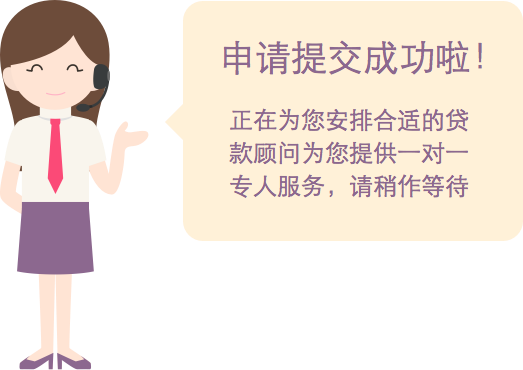 申请提交成功啦！
正在为您安排合适的贷
款顾问为您提供一对一
专人服务，请稍作等待